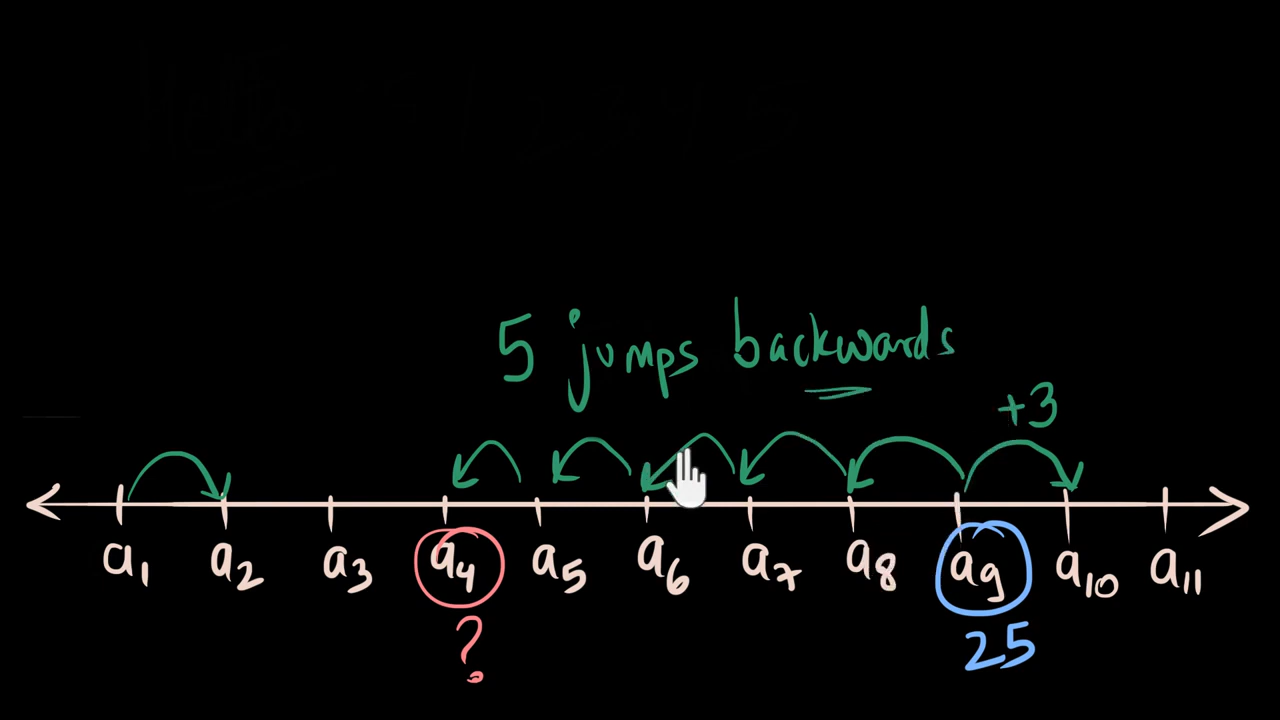 5 jumps backwards
+3
a₁ a₂ a₃ a₄ a₅ a₆ a₇ a₈ a₉ a₁₀ a₁₁
? 25